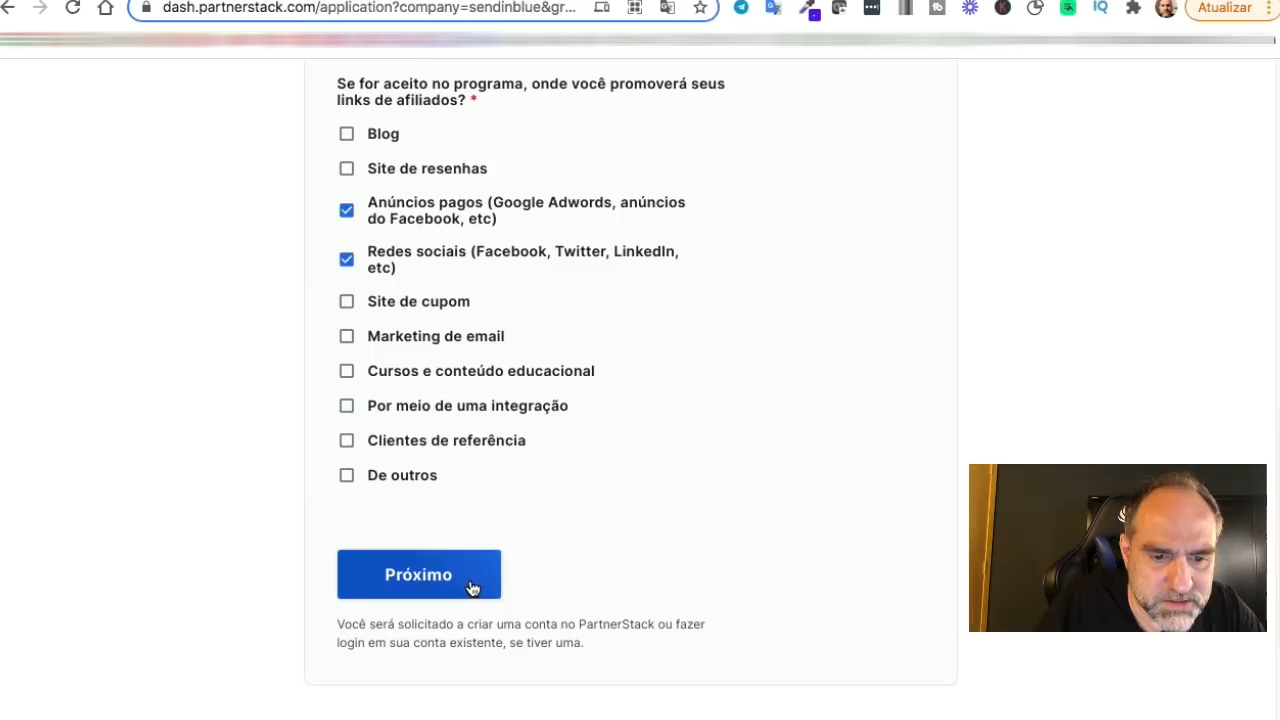 dash.partnerstack.com/application?company=sendinblue&gr...
Atualizar
Se for aceito no programa, onde você promoverá seus
links de afiliados? *
Blog
Site de resenhas
Anúncios pagos (Google Adwords, anúncios
do Facebook, etc)
Redes sociais (Facebook, Twitter, LinkedIn,
etc)
Site de cupom
Marketing de email
Cursos e conteúdo educacional
Por meio de uma integração
Clientes de referência
De outros
Próximo
Você será solicitado a criar uma conta no PartnerStack ou fazer
login em sua conta existente, se tiver uma.